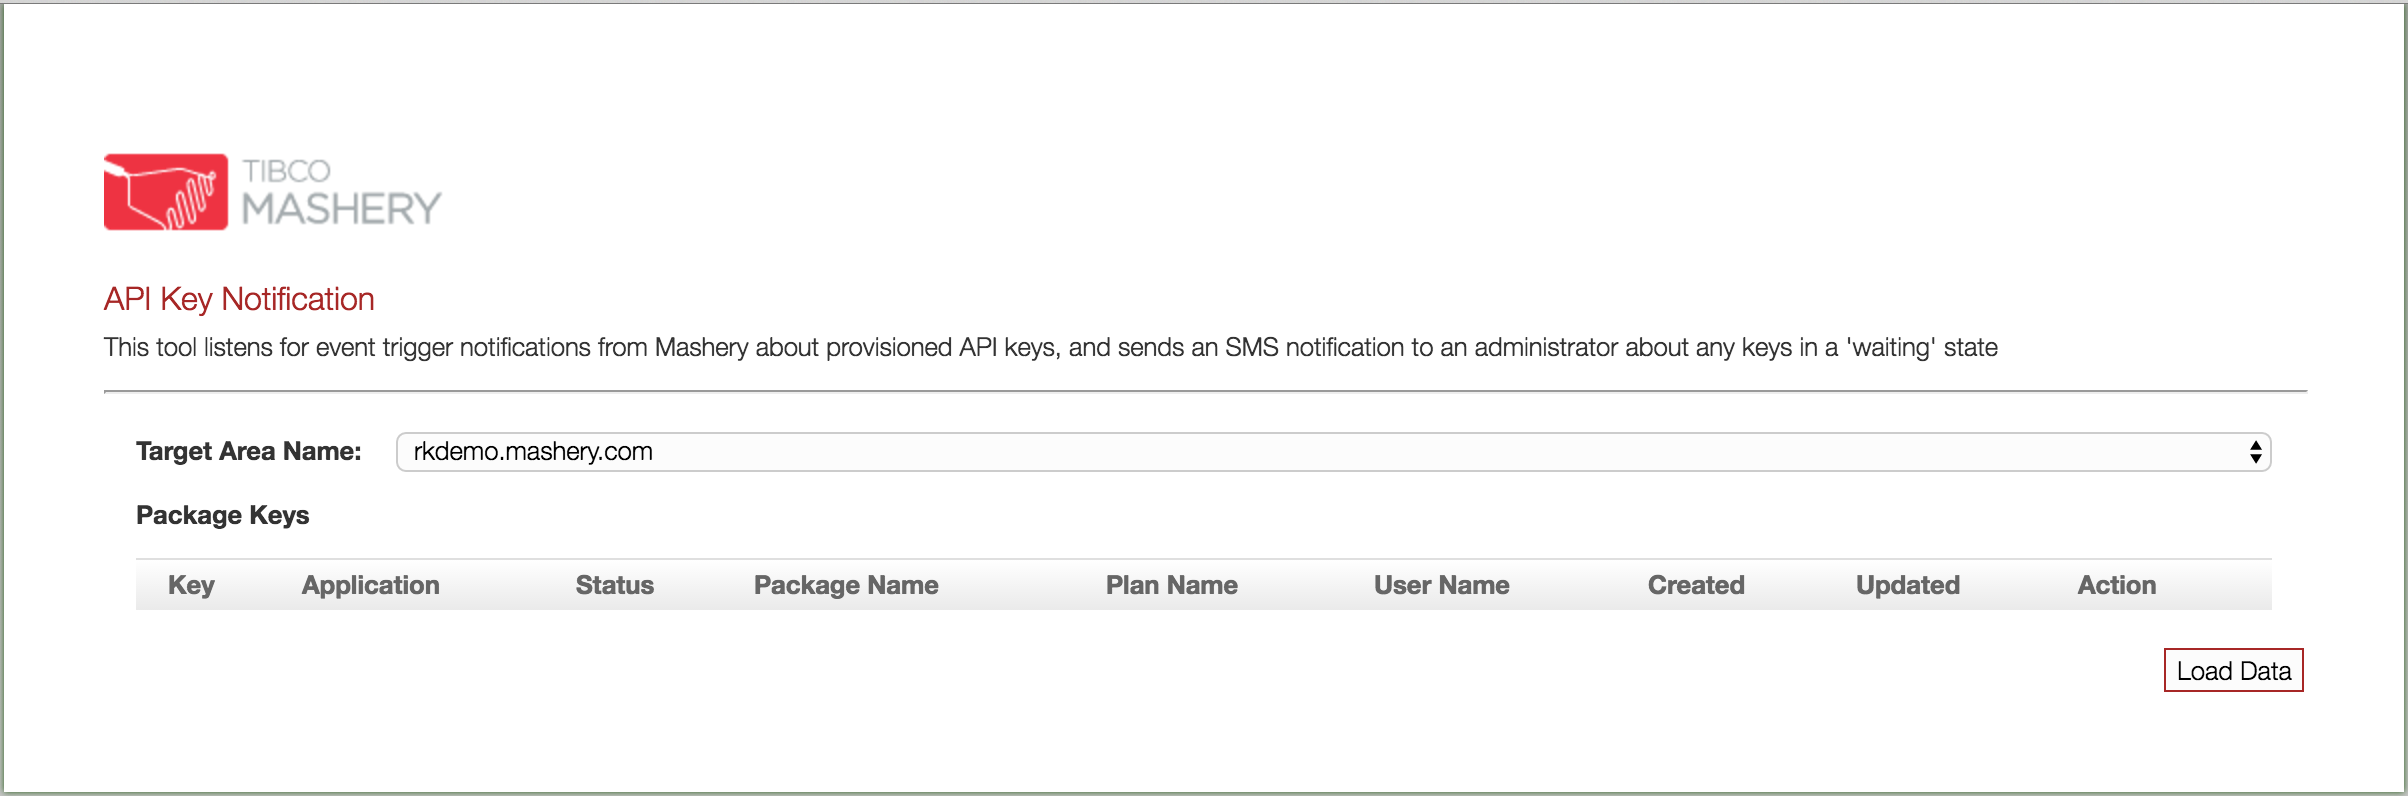 TIBCO
MASHERY
API Key Notification
This tool listens for event trigger notifications from Mashery about provisioned API keys, and sends an SMS notification to an administrator about any keys in a 'waiting' state
Target Area Name: rkdemo.mashery.com
Package Keys
Key Application Status Package Name Plan Name User Name Created Updated Action
Load Data